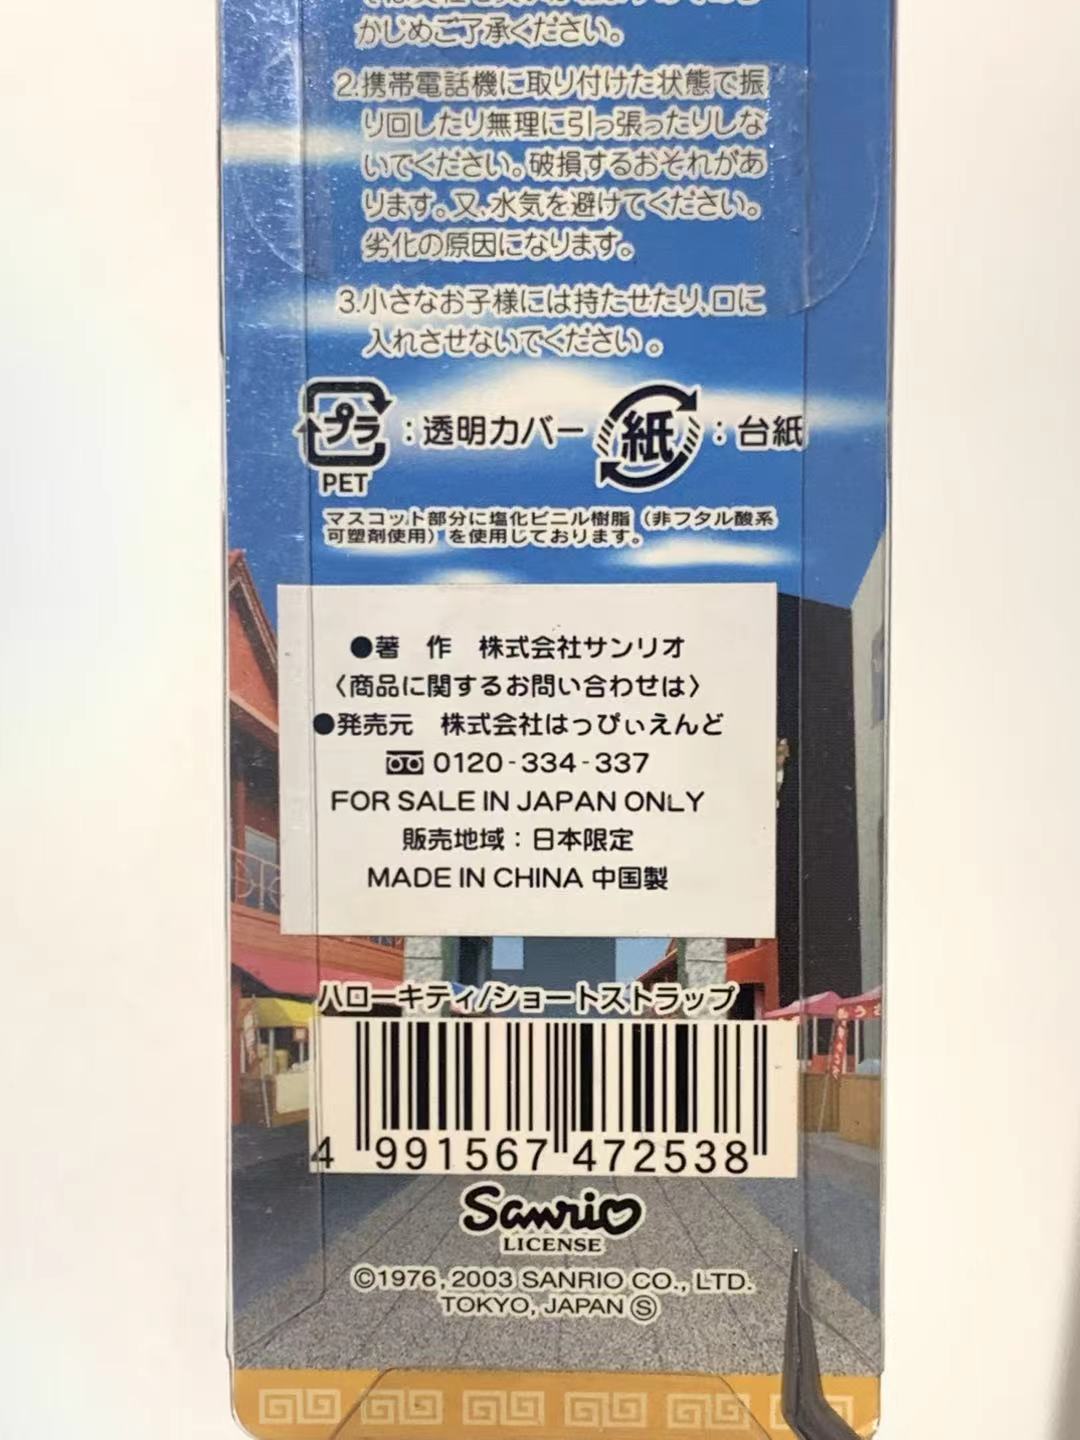 かじめご了承ください。
2.携帯電話機に取り付けた状態で振
り回したり無理に引っ張ったりしな
いでください。破損するおそれがあ
ります。又、水気を避けてください。
劣化の原因になります。
3.小さなお子様には持たせたり、口に
入れさせないでください。
プラ:透明カバー 紙:台紙
PET
マスコット部分に塩化ビニル樹脂(非フタル酸系
可塑剤使用)を使用じております。
●著 作 株式会社サンリオ
〈商品に関するお問い合わせは〉
●発売元 株式会社はっぴぃえんど
0120-334-337
FOR SALE IN JAPAN ONLY
販売地域:日本限定
MADE IN CHINA 中国製
ハローキティ/ショートストラップ
4 991567 472538
Sanrio
LICENSE
©1976, 2003 SANRIO CO., LTD.
TOKYO, JAPAN Ⓢ